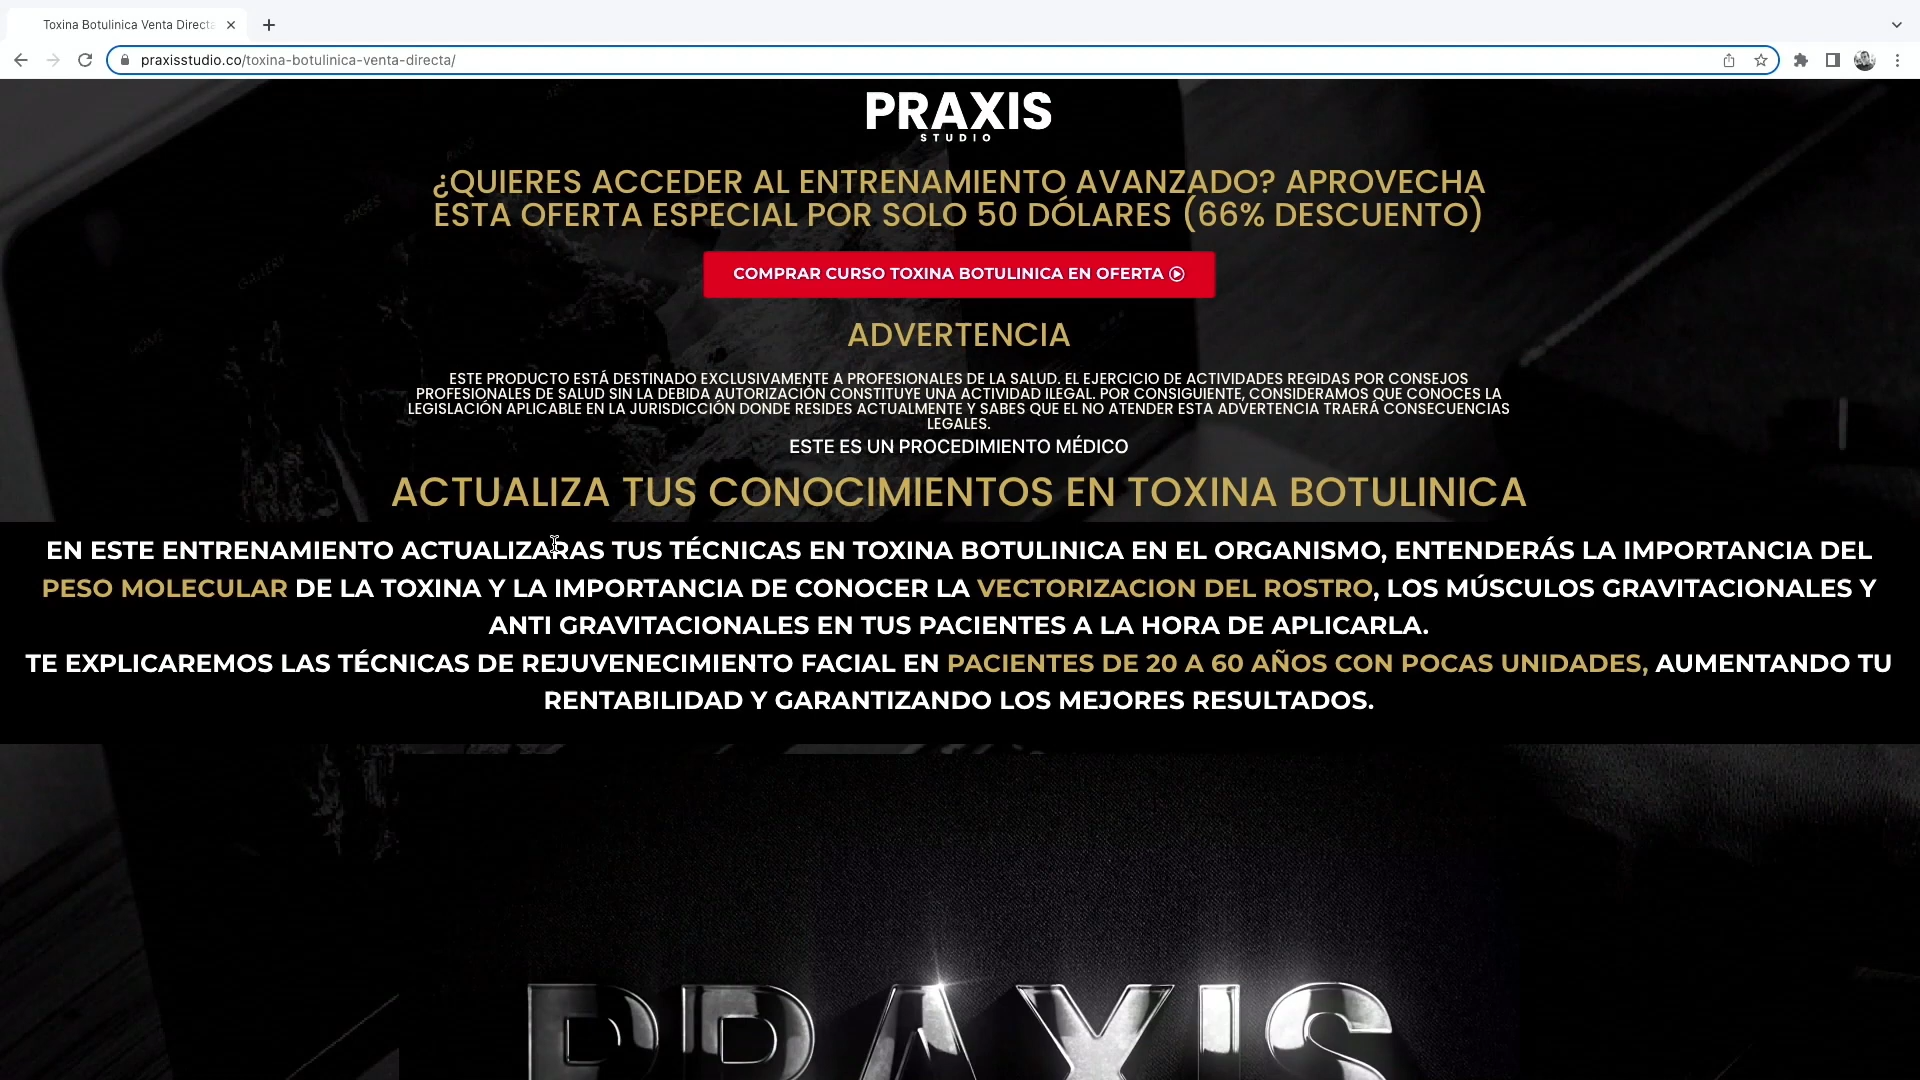 Toxina Botulinica Venta Directa
praxisstudio.co/toxina-botulinica-venta-directa/
PRAXIS
STUDIO
¿QUIERES ACCEDER AL ENTRENAMIENTO AVANZADO? APROVECHA
ESTA OFERTA ESPECIAL POR SOLO 50 DÓLARES (66% DESCUENTO)
COMPRAR CURSO TOXINA BOTULINICA EN OFERTA
ADVERTENCIA
ESTE PRODUCTO ESTÁ DESTINADO EXCLUSIVAMENTE A PROFESIONALES DE LA SALUD. EL EJERCICIO DE ACTIVIDADES REGIDAS POR CONSEJOS
PROFESIONALES DE SALUD SIN LA DEBIDA AUTORIZACIÓN CONSTITUYE UNA ACTIVIDAD ILEGAL. POR CONSIGUIENTE, CONSIDERAMOS QUE CONOCES LA
LEGISLACIÓN APLICABLE EN LA JURISDICCIÓN DONDE RESIDES ACTUALMENTE Y SABES QUE EL NO ATENDER ESTA ADVERTENCIA TRAERÁ CONSECUENCIAS
LEGALES.
ESTE ES UN PROCEDIMIENTO MÉDICO
ACTUALIZA TUS CONOCIMIENTOS EN TOXINA BOTULINICA
EN ESTE ENTRENAMIENTO ACTUALIZARAS TUS TÉCNICAS EN TOXINA BOTULINICA EN EL ORGANISMO, ENTENDERÁS LA IMPORTANCIA DEL
PESO MOLECULAR DE LA TOXINA Y LA IMPORTANCIA DE CONOCER LA VECTORIZACION DEL ROSTRO, LOS MÚSCULOS GRAVITACIONALES Y
ANTI GRAVITACIONALES EN TUS PACIENTES A LA HORA DE APLICARLA.
TE EXPLICAREMOS LAS TÉCNICAS DE REJUVENECIMIENTO FACIAL EN PACIENTES DE 20 A 60 AÑOS CON POCAS UNIDADES, AUMENTANDO TU
RENTABILIDAD Y GARANTIZANDO LOS MEJORES RESULTADOS.
PRAXIS